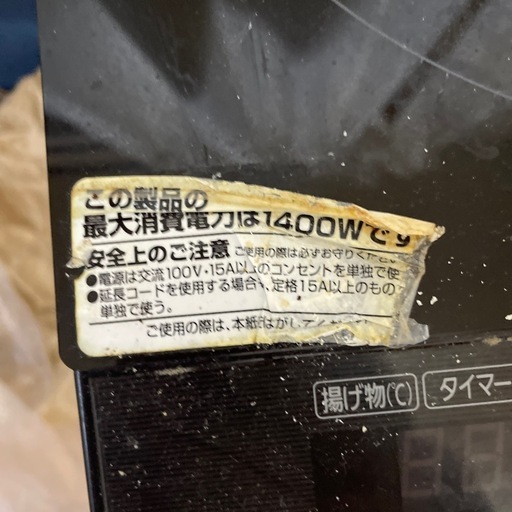 この製品の
最大消費電力は1400Wです
安全上のご注意 ご使用の際は必ずお守りくだ
●電源は交流100V・15A以上のコンセントを単独で使
●延長コードを使用する場合、定格15A以上のもの
単独で使う。
ご使用の際は、本紙をはがしてく
揚げ物(℃) タイマー